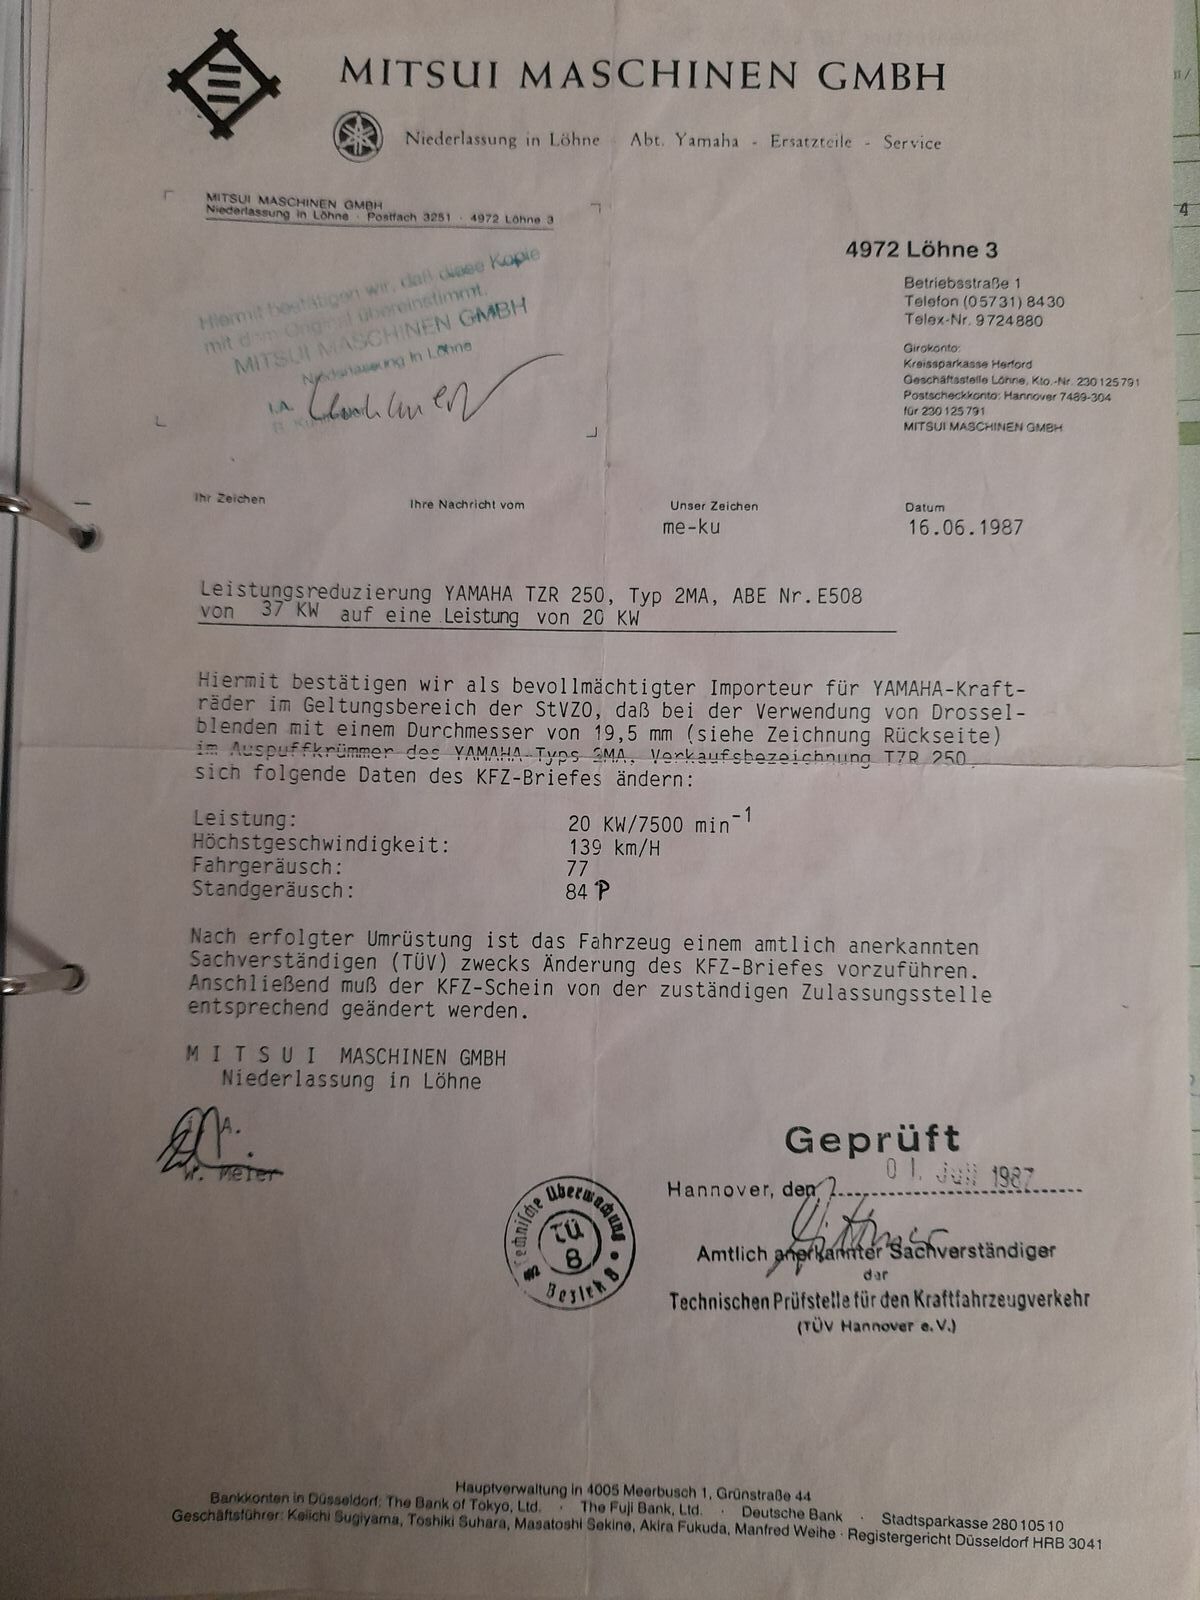 MITSUI MASCHINEN GMBH
Niederlassung in Löhne Abt. Yamaha - Ersatzteile - Service
MITSUI MASCHINEN GMBH
Niederlassung in Löhne · Postfach 3251 · 4972 Löhne 3
Hiermit bestätigen wir, daß diese Kopie
mit dem Original übereinstimmt.
MITSUI MASCHINEN GMBH
Niederlassung in Löhne
i.A.
4972 Löhne 3
Betriebsstraße 1
Telefon (05731) 8430
Telex-Nr. 9724880
Girokonto:
Kreissparkasse Herford
Geschäftsstelle Löhne, Kto.-Nr. 230125791
Postscheckkonto: Hannover 7489-304
für 230125791
MITSUI MASCHINEN GMBH
Ihr Zeichen Ihre Nachricht vom Unser Zeichen Datum
me-ku 16.06.1987
Leistungsreduzierung YAMAHA TZR 250, Typ 2MA, ABE Nr. E508
von 37 KW auf eine Leistung von 20 KW
Hiermit bestätigen wir als bevollmächtigter Importeur für YAMAHA-Kraft-
räder im Geltungsbereich der StVZO, daß bei der Verwendung von Drossel-
blenden mit einem Durchmesser von 19,5 mm (siehe Zeichnung Rückseite)
im Auspuffkrümmer des YAMAHA-Typs 2MA, Verkaufsbezeichnung TZR 250
sich folgende Daten des KFZ-Briefes ändern:
Leistung: 20 KW/7500 min⁻¹
Höchstgeschwindigkeit: 139 km/H
Fahrgeräusch: 77
Standgeräusch: 84 P
Nach erfolgter Umrüstung ist das Fahrzeug einem amtlich anerkannten
Sachverständigen (TÜV) zwecks Änderung des KFZ-Briefes vorzuführen.
Anschließend muß der KFZ-Schein von der zuständigen Zulassungsstelle
entsprechend geändert werden.
M I T S U I MASCHINEN GMBH
Niederlassung in Löhne
A.
W. Meier
Geprüft
Hannover, den 01. Juli 1987
Amtlich anerkannter Sachverständiger
der
Technischen Prüfstelle für den Kraftfahrzeugverkehr
(TÜV Hannover e.V.)
Technische Überwachung
TÜ
8
Bezirk 8
4
Hauptverwaltung in 4005 Meerbusch 1, Grünstraße 44
Bankkonten in Düsseldorf: The Bank of Tokyo, Ltd. · The Fuji Bank, Ltd. · Deutsche Bank · Stadtsparkasse 28010510
Geschäftsführer: Keiichi Sugiyama, Toshiki Suhara, Masatoshi Sekine, Akira Fukuda, Manfred Weihe · Registergericht Düsseldorf HRB 3041